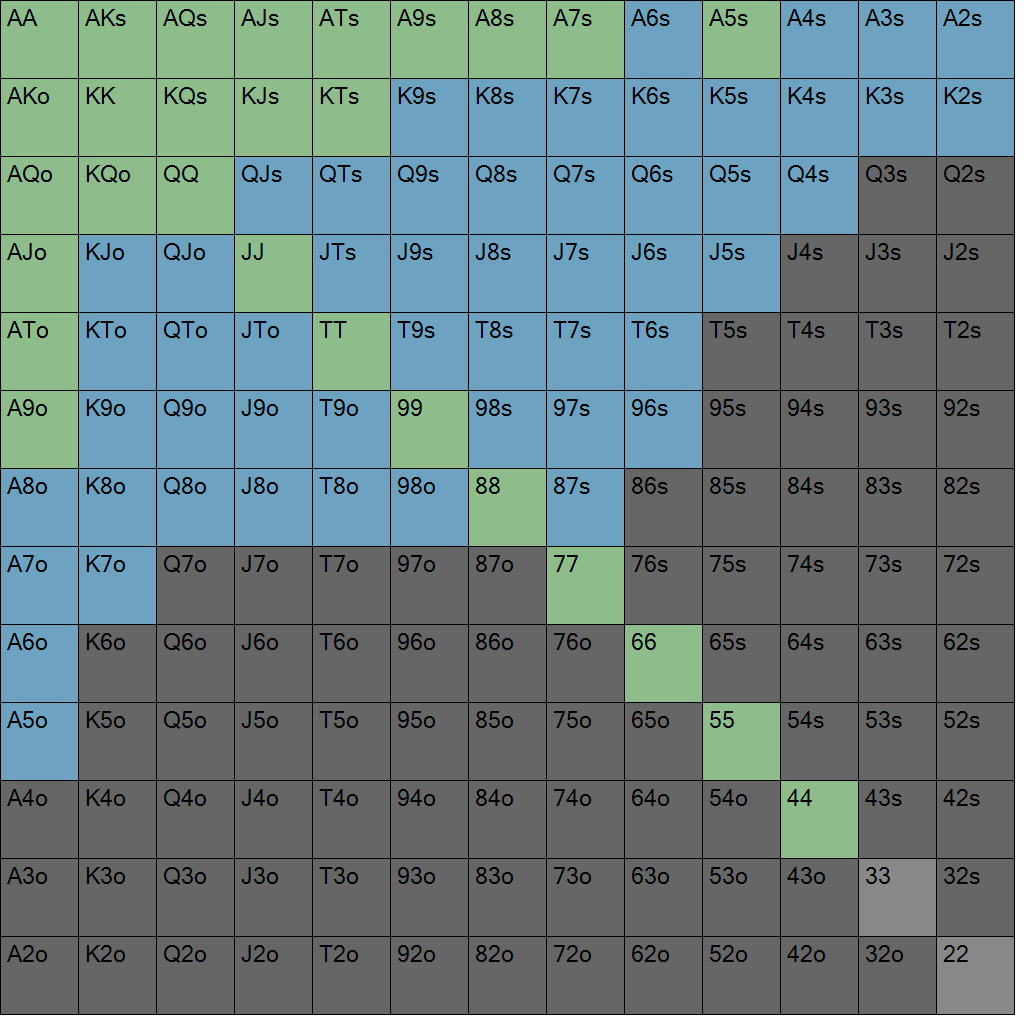 AA AKs AQs AJs ATs A9s A8s A7s A6s A5s A4s A3s A2s
AKo KK KQs KJs KTs K9s K8s K7s K6s K5s K4s K3s K2s
AQo KQo QQ QJs QTs Q9s Q8s Q7s Q6s Q5s Q4s Q3s Q2s
AJo KJo QJo JJ JTs J9s J8s J7s J6s J5s J4s J3s J2s
ATo KTo QTo JTo TT T9s T8s T7s T6s T5s T4s T3s T2s
A9o K9o Q9o J9o T9o 99 98s 97s 96s 95s 94s 93s 92s
A8o K8o Q8o J8o T8o 98o 88 87s 86s 85s 84s 83s 82s
A7o K7o Q7o J7o T7o 97o 87o 77 76s 75s 74s 73s 72s
A6o K6o Q6o J6o T6o 96o 86o 76o 66 65s 64s 63s 62s
A5o K5o Q5o J5o T5o 95o 85o 75o 65o 55 54s 53s 52s
A4o K4o Q4o J4o T4o 94o 84o 74o 64o 54o 44 43s 42s
A3o K3o Q3o J3o T3o 93o 83o 73o 63o 53o 43o 33 32s
A2o K2o Q2o J2o T2o 92o 82o 72o 62o 52o 42o 32o 22